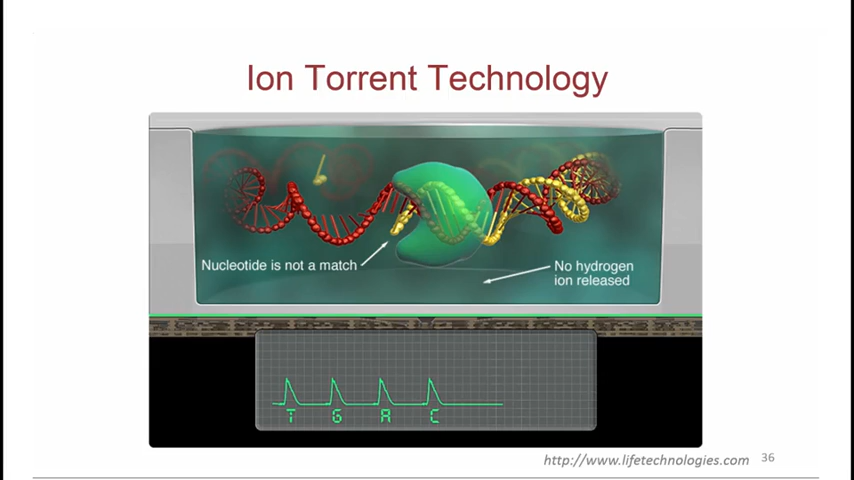 Ion Torrent Technology
Nucleotide is not a match
No hydrogen
ion released
T G A C
http://www.lifetechnologies.com
36